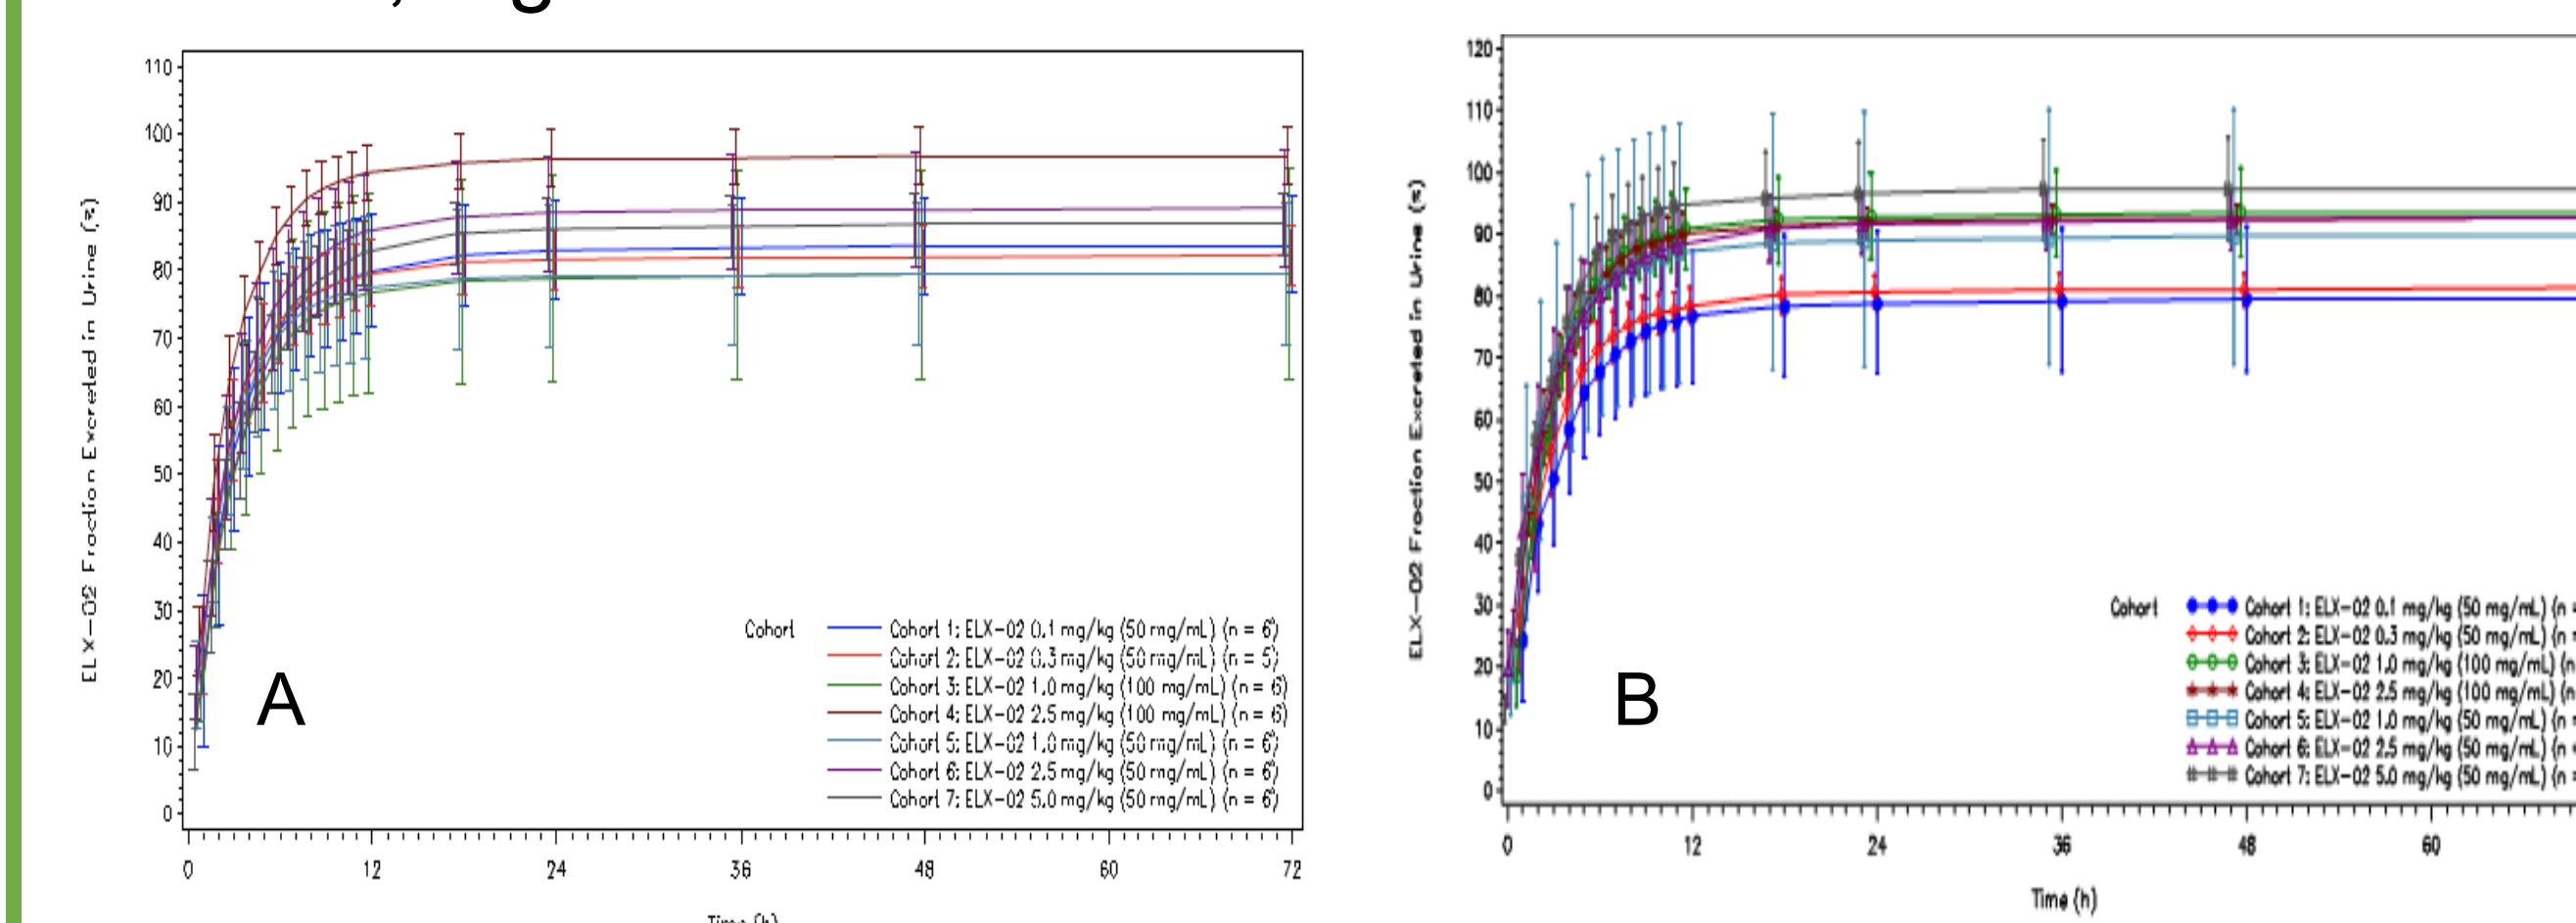 110
100
90
80
70
60
50
40
30
20
10
0
ELX-02 Fraction Excreted in Urine (%)
A
Cohort
Cohort 1: ELX-02 0.1 mg/kg (50 mg/mL) (n = 6)
Cohort 2: ELX-02 0.3 mg/kg (50 mg/mL) (n = 5)
Cohort 3: ELX-02 1.0 mg/kg (100 mg/mL) (n = 6)
Cohort 4: ELX-02 2.5 mg/kg (100 mg/mL) (n = 6)
Cohort 5: ELX-02 1.0 mg/kg (50 mg/mL) (n = 6)
Cohort 6: ELX-02 2.5 mg/kg (50 mg/mL) (n = 6)
Cohort 7: ELX-02 5.0 mg/kg (50 mg/mL) (n = 6)
0 12 24 36 48 60 72
Time (h)
120
110
100
90
80
70
60
50
40
30
20
10
0
ELX-02 Fraction Excreted in Urine (%)
B
Cohort
Cohort 1: ELX-02 0.1 mg/kg (50 mg/mL) (n =
Cohort 2: ELX-02 0.3 mg/kg (50 mg/mL) (n =
Cohort 3: ELX-02 1.0 mg/kg (100 mg/mL) (n
Cohort 4: ELX-02 2.5 mg/kg (100 mg/mL) (n
Cohort 5: ELX-02 1.0 mg/kg (50 mg/mL) (n =
Cohort 6: ELX-02 2.5 mg/kg (50 mg/mL) (n =
Cohort 7: ELX-02 5.0 mg/kg (50 mg/mL) (n =
0 12 24 36 48 60
Time (h)